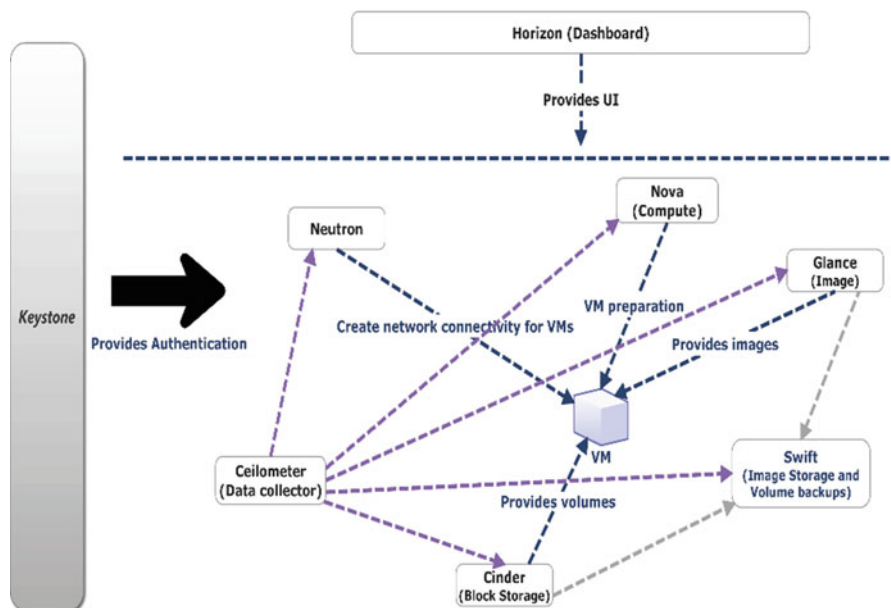 Horizon (Dashboard)
Provides UI
Keystone
Provides Authentication
Neutron
Nova
(Compute)
Glance
(Image)
Create network connectivity for VMs
VM preparation
Provides images
VM
Ceilometer
(Data collector)
Swift
(Image Storage and
Volume backups)
Provides volumes
Cinder
(Block Storage)